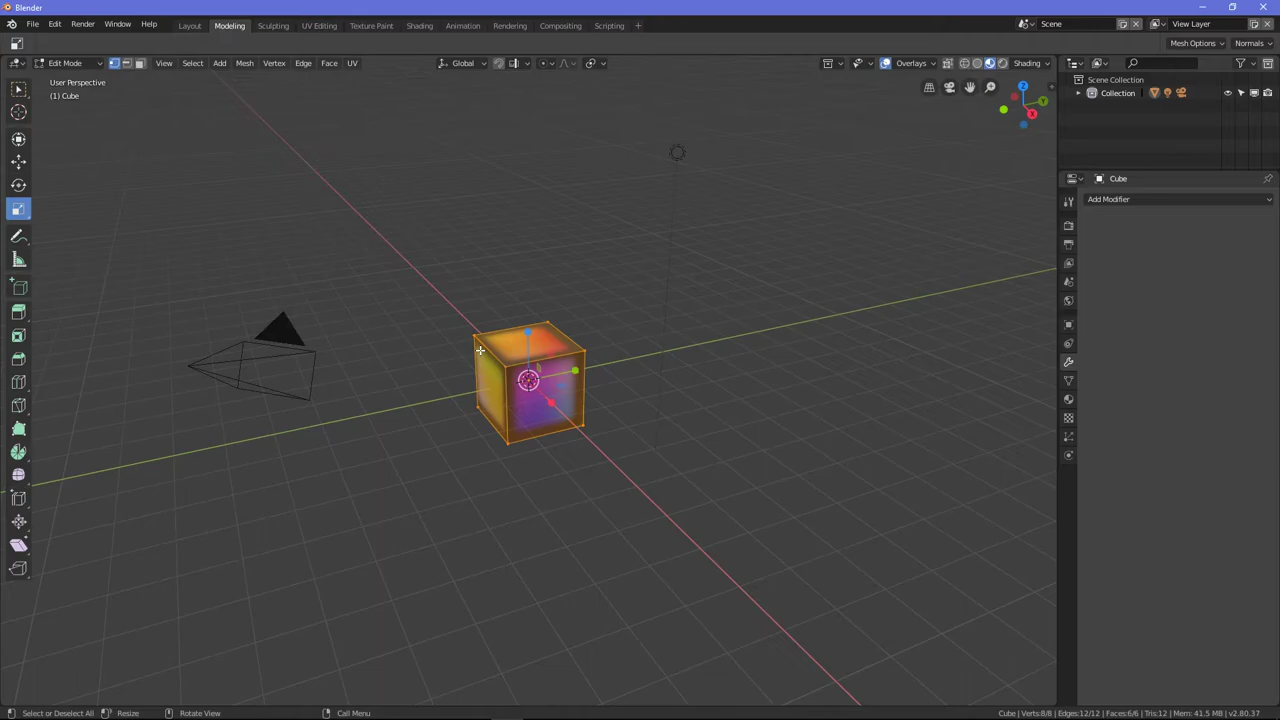 Blender
File Edit Render Window Help
Layout Modeling Sculpting UV Editing Texture Paint Shading Animation Rendering Compositing Scripting +
Scene
View Layer
Mesh Options Normals
Edit Mode View Select Add Mesh Vertex Edge Face UV
Global
Overlays Shading
User Perspective
(1) Cube
Z
Y
X
Scene Collection
Collection
Cube
Add Modifier
Select or Deselect All Resize Rotate View Call Menu
Cube | Verts:8/8 | Edges:12/12 | Faces:6/6 | Tris:12 | Mem: 41.5 MB | v2.80.37